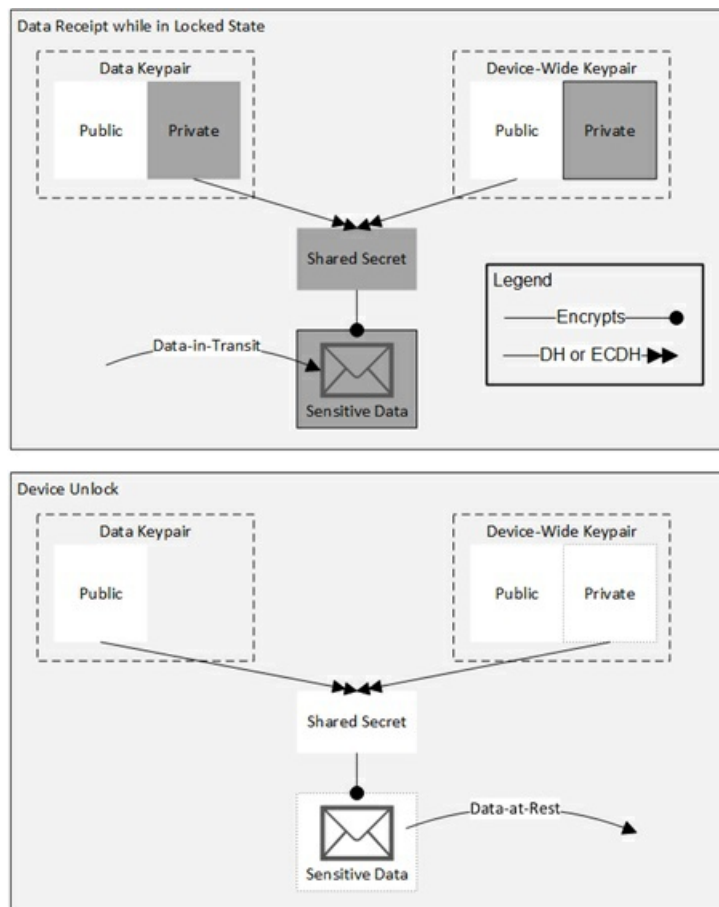 Data Receipt while in Locked State
Data Keypair
Device-Wide Keypair
Public
Private
Public
Private
Shared Secret
Legend
Encrypts
DH or ECDH
Data-in-Transit
Sensitive Data
Device Unlock
Data Keypair
Device-Wide Keypair
Public
Public
Private
Shared Secret
Data-at-Rest
Sensitive Data